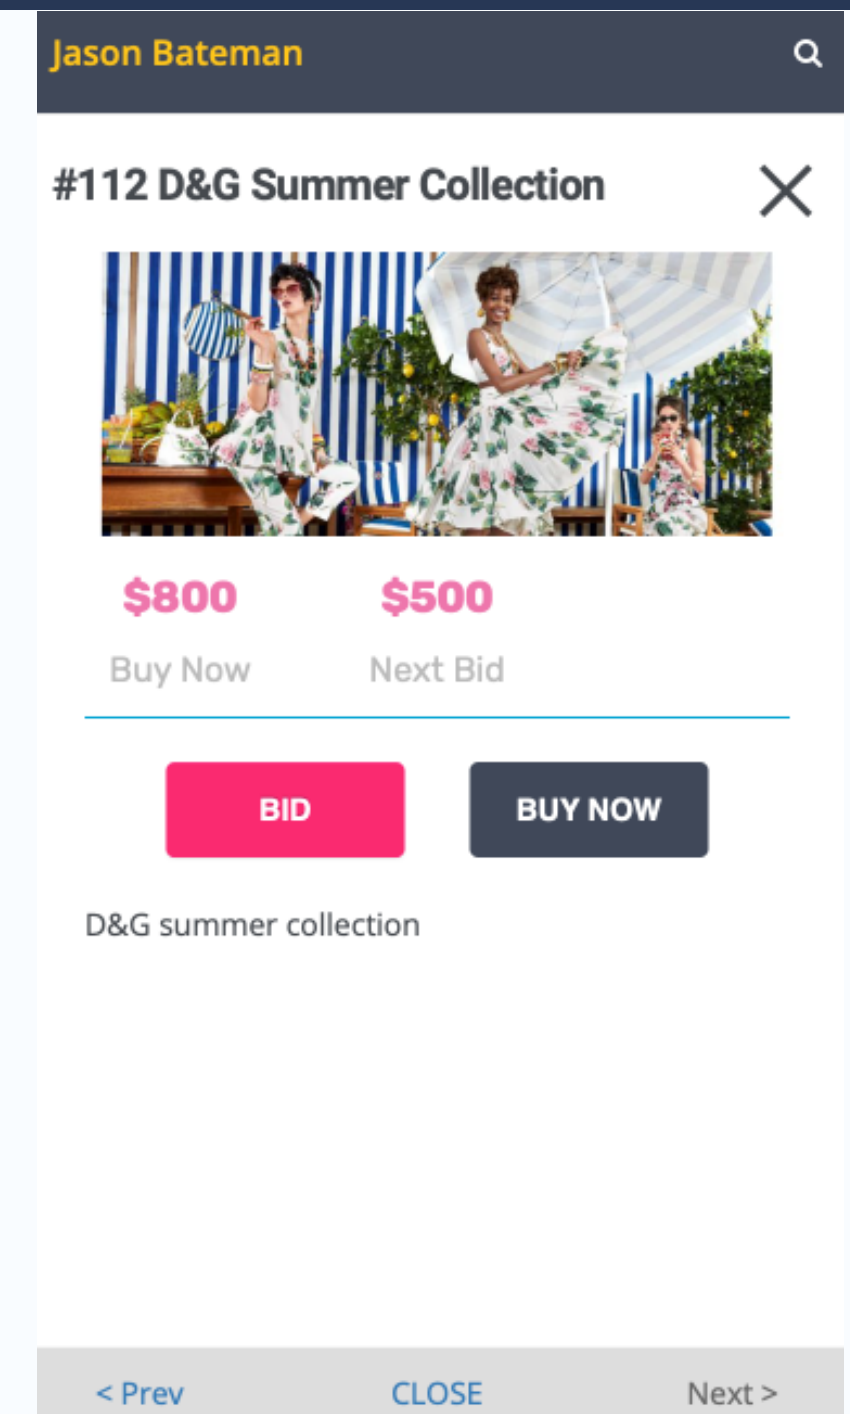 Jason Bateman
#112 D&G Summer Collection
$800 $500
Buy Now Next Bid
BID BUY NOW
D&G summer collection
< Prev CLOSE Next >